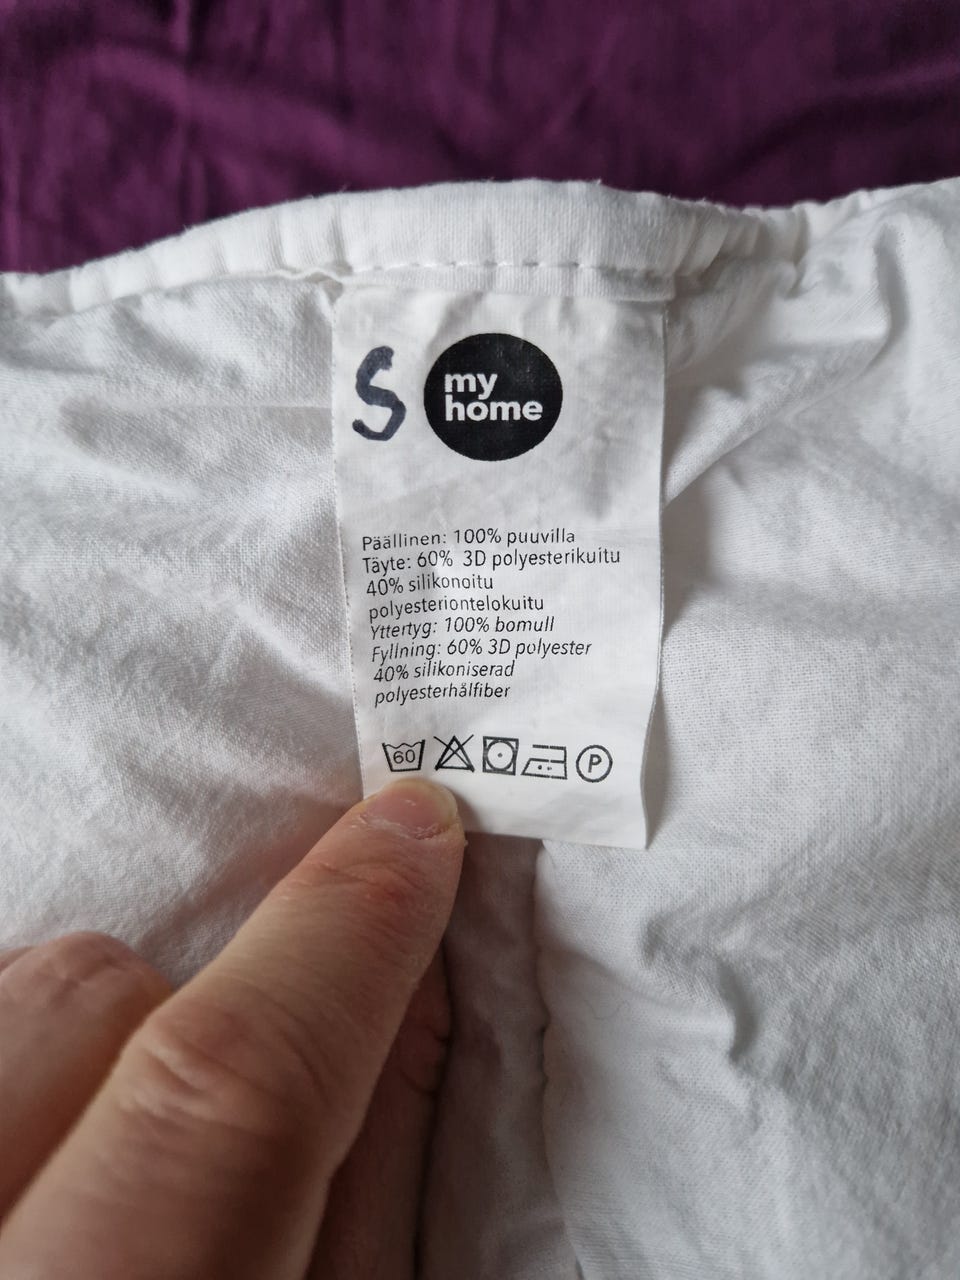 S
my
home
Päällinen: 100% puuvilla
Täyte: 60% 3D polyesterikuitu
40% silikonoitu
polyesteriontelokuitu
Yttertyg: 100% bomull
Fyllning: 60% 3D polyester
40% silikoniserad
polyesterhålfiber
60 P